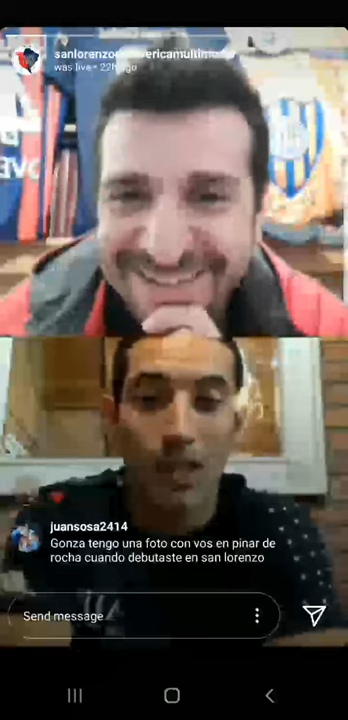 was live • 22h ago
juansosa2414
Gonza tengo una foto con vos en pinar de
rocha cuando debutaste en san lorenzo
Send message